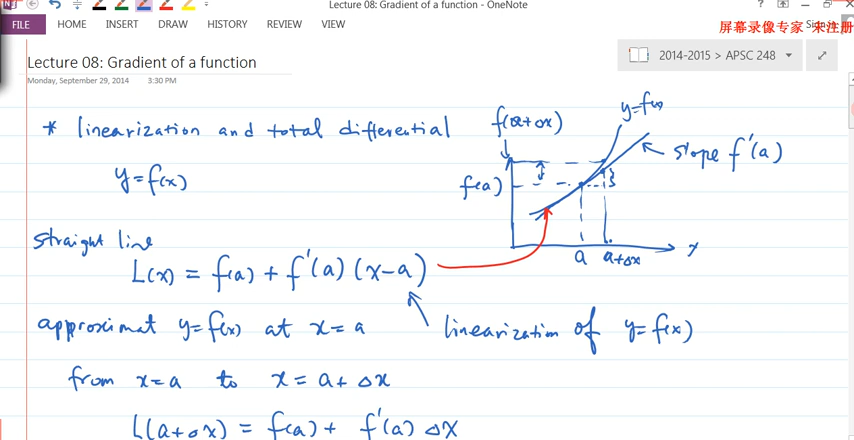 Lecture 08: Gradient of a function - OneNote
FILE HOME INSERT DRAW HISTORY REVIEW VIEW
屏幕录像专家 未注册
2014-2015 > APSC 248
Lecture 08: Gradient of a function
Monday, September 29, 2014 3:30 PM
* linearization and total differential
y=f(x)
f(a+Δx)
f(a)
y=f(x)
slope f'(a)
a a+Δx x
straight line
L(x) = f(a) + f'(a) (x-a)
approximat y=f(x) at x=a
linearization of y=f(x)
from x=a to x = a+Δx
L(a+Δx) = f(a) + f'(a) Δx